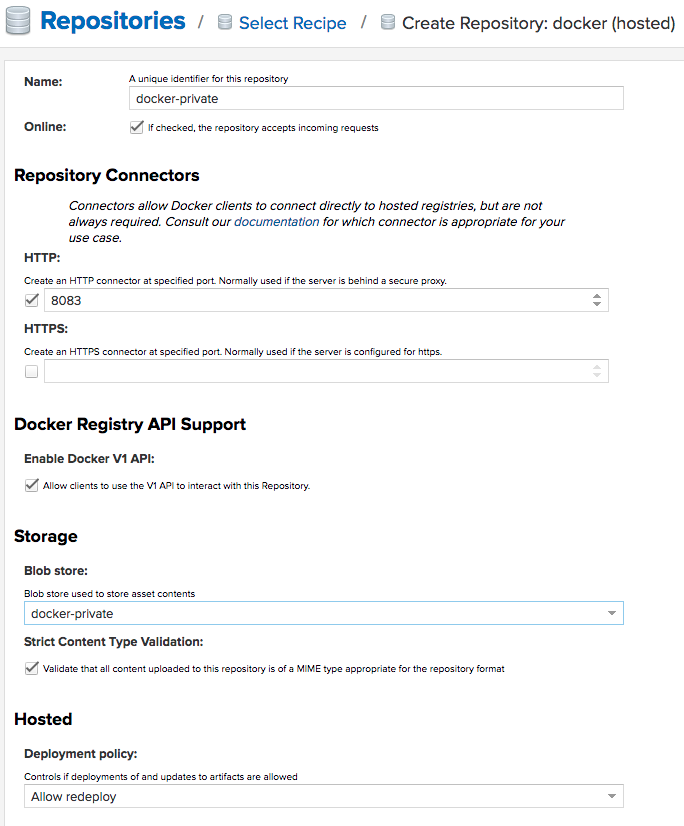 Repositories / Select Recipe / Create Repository: docker (hosted)
Name:
A unique identifier for this repository
docker-private
Online:
If checked, the repository accepts incoming requests
Repository Connectors
Connectors allow Docker clients to connect directly to hosted registries, but are not
always required. Consult our documentation for which connector is appropriate for your
use case.
HTTP:
Create an HTTP connector at specified port. Normally used if the server is behind a secure proxy.
8083
HTTPS:
Create an HTTPS connector at specified port. Normally used if the server is configured for https.
Docker Registry API Support
Enable Docker V1 API:
Allow clients to use the V1 API to interact with this Repository.
Storage
Blob store:
Blob store used to store asset contents
docker-private
Strict Content Type Validation:
Validate that all content uploaded to this repository is of a MIME type appropriate for the repository format
Hosted
Deployment policy:
Controls if deployments of and updates to artifacts are allowed
Allow redeploy